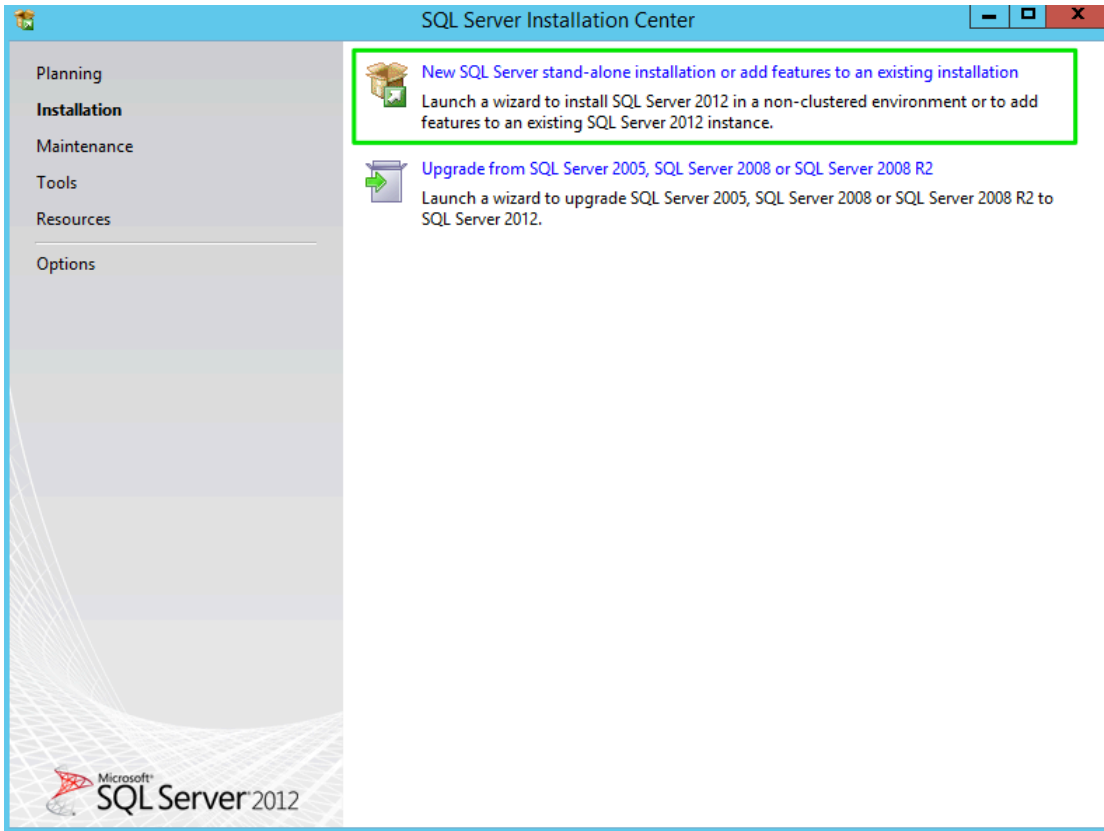 SQL Server Installation Center
Planning
Installation
Maintenance
Tools
Resources
Options
New SQL Server stand-alone installation or add features to an existing installation
Launch a wizard to install SQL Server 2012 in a non-clustered environment or to add
features to an existing SQL Server 2012 instance.
Upgrade from SQL Server 2005, SQL Server 2008 or SQL Server 2008 R2
Launch a wizard to upgrade SQL Server 2005, SQL Server 2008 or SQL Server 2008 R2 to
SQL Server 2012.
Microsoft®
SQL Server® 2012